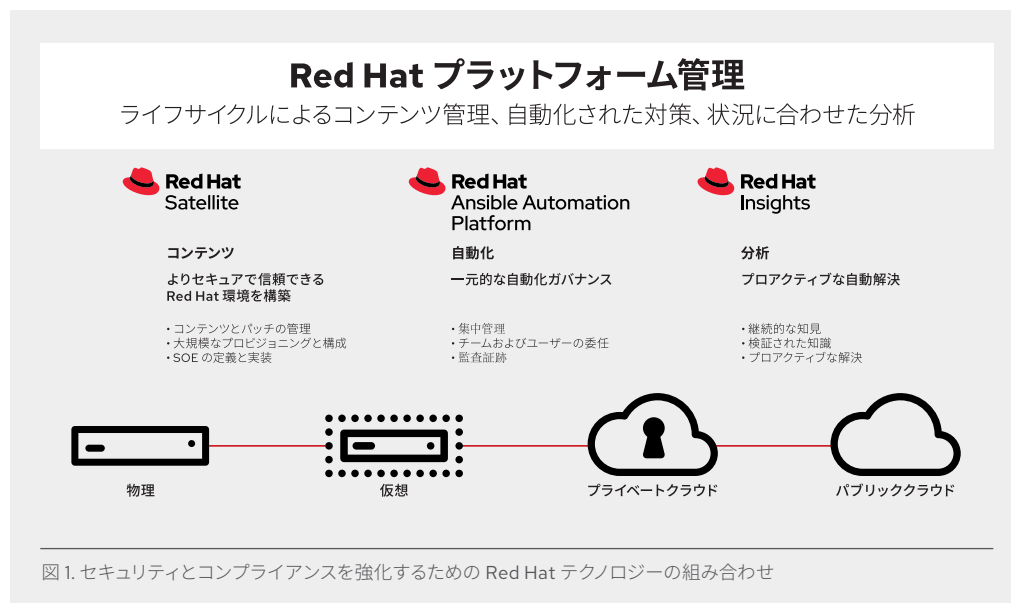 Red Hat プラットフォーム管理
ライフサイクルによるコンテンツ管理、自動化された対策、状況に合わせた分析
Red Hat
Satellite
コンテンツ
よりセキュアで信頼できる
Red Hat 環境を構築
・コンテンツとパッチの管理
・大規模なプロビジョニングと構成
・SOE の定義と実装
Red Hat
Ansible Automation
Platform
自動化
一元的な自動化ガバナンス
・集中管理
・チームおよびユーザーの委任
・監査証跡
Red Hat
Insights
分析
プロアクティブな自動解決
・継続的な知見
・検証された知識
・プロアクティブな解決
物理
仮想
プライベートクラウド
パブリッククラウド
図 1. セキュリティとコンプライアンスを強化するための Red Hat テクノロジーの組み合わせ